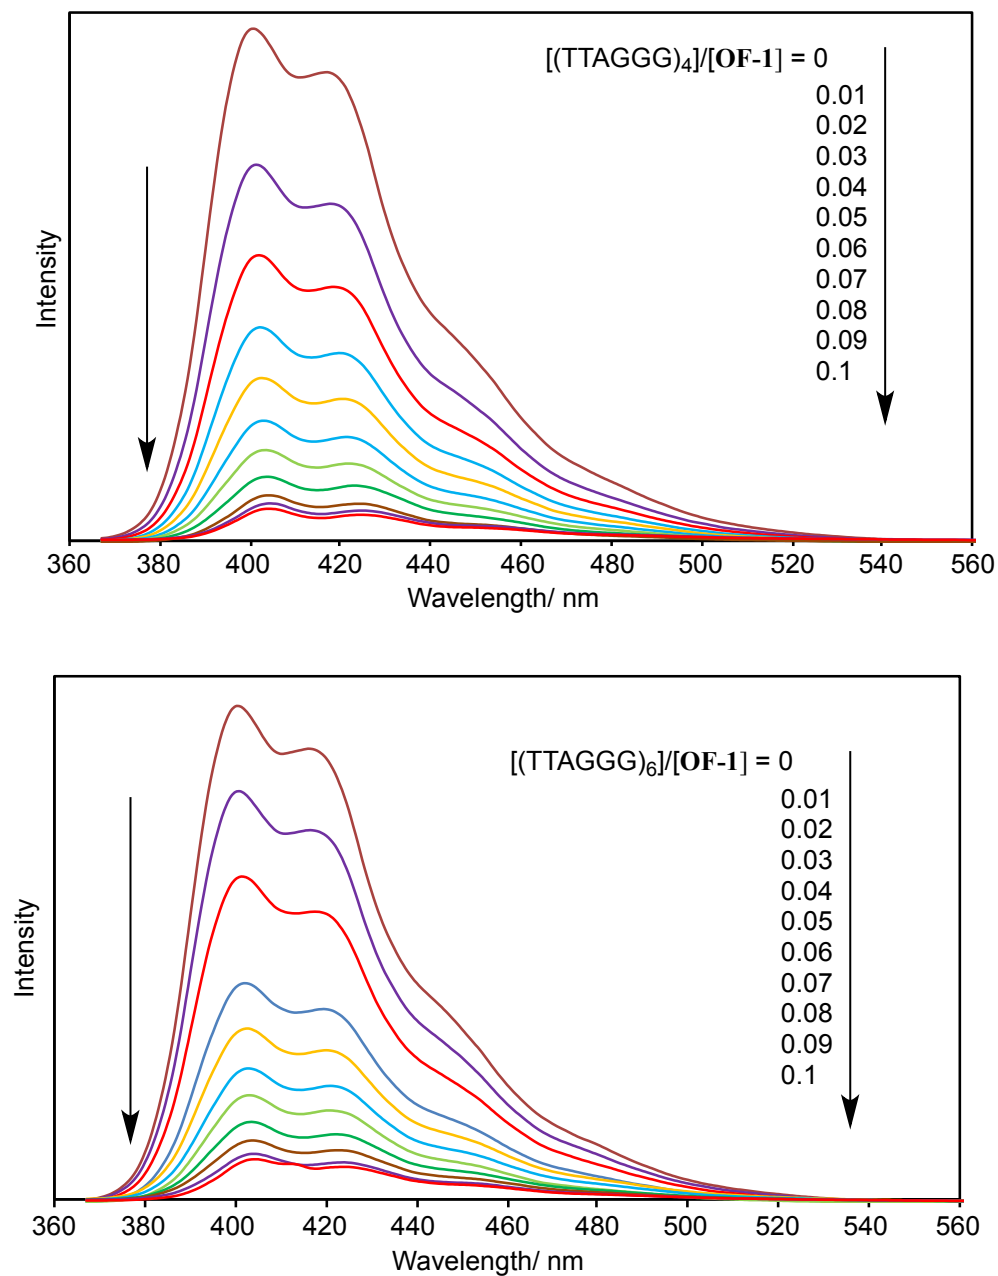 [(TTAGGG)₄]/[OF-1] = 0
0.01
0.02
0.03
0.04
0.05
0.06
0.07
0.08
0.09
0.1
Intensity
360 380 400 420 440 460 480 500 520 540 560
Wavelength/ nm
[(TTAGGG)₆]/[OF-1] = 0
0.01
0.02
0.03
0.04
0.05
0.06
0.07
0.08
0.09
0.1
Intensity
360 380 400 420 440 460 480 500 520 540 560
Wavelength/ nm